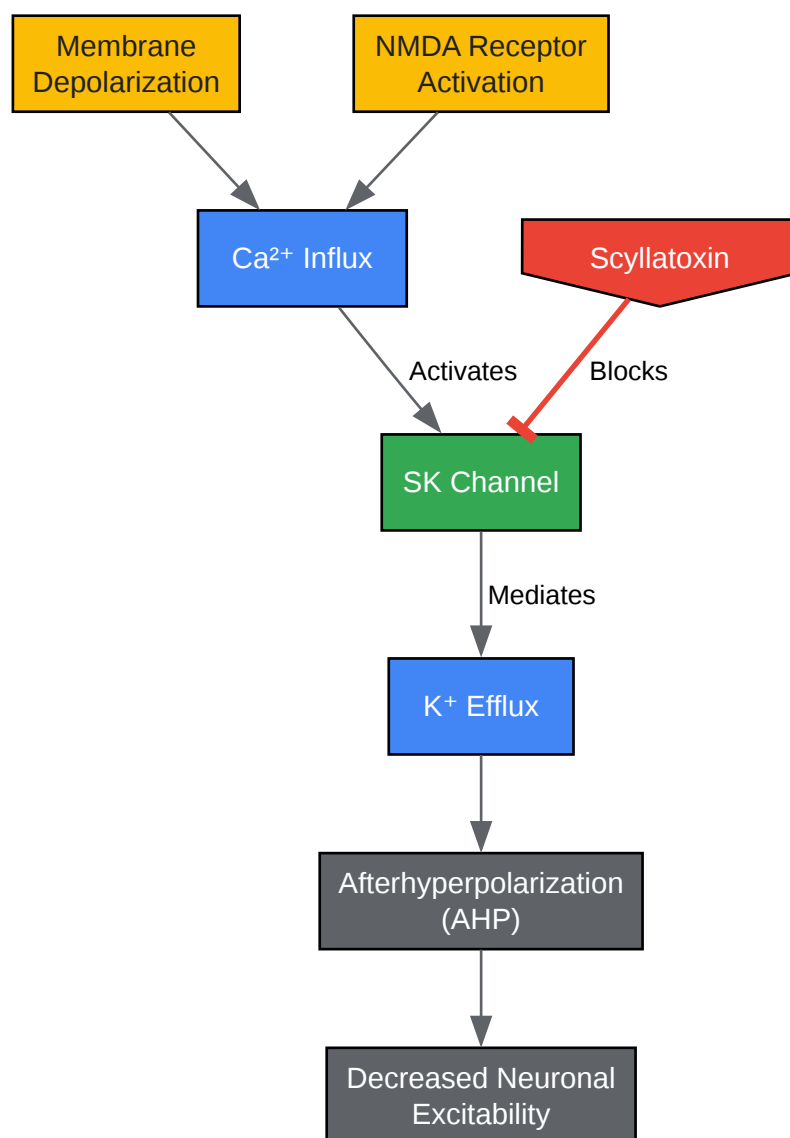 Membrane
Depolarization
NMDA Receptor
Activation
Ca²⁺ Influx
Scyllatoxin
Activates
Blocks
SK Channel
Mediates
K⁺ Efflux
Afterhyperpolarization
(AHP)
Decreased Neuronal
Excitability